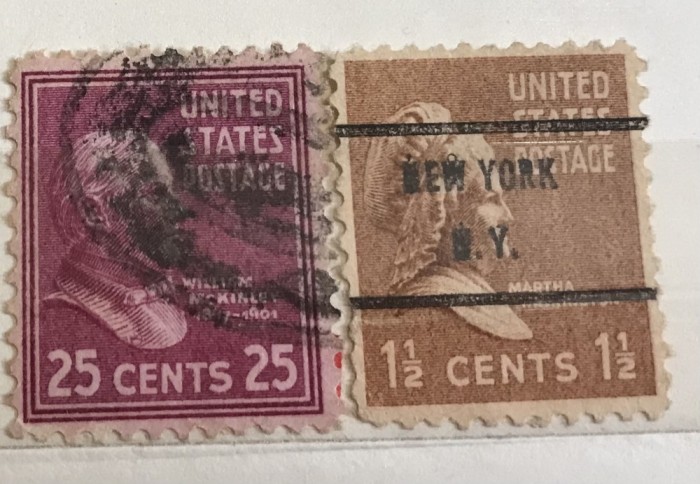 UNITED
STATES
POSTAGE
WILLIAM
McKINLEY
1897-1901
25 CENTS 25
UNITED
STATES
POSTAGE
NEW YORK
N.Y.
MARTHA
1½ CENTS 1½